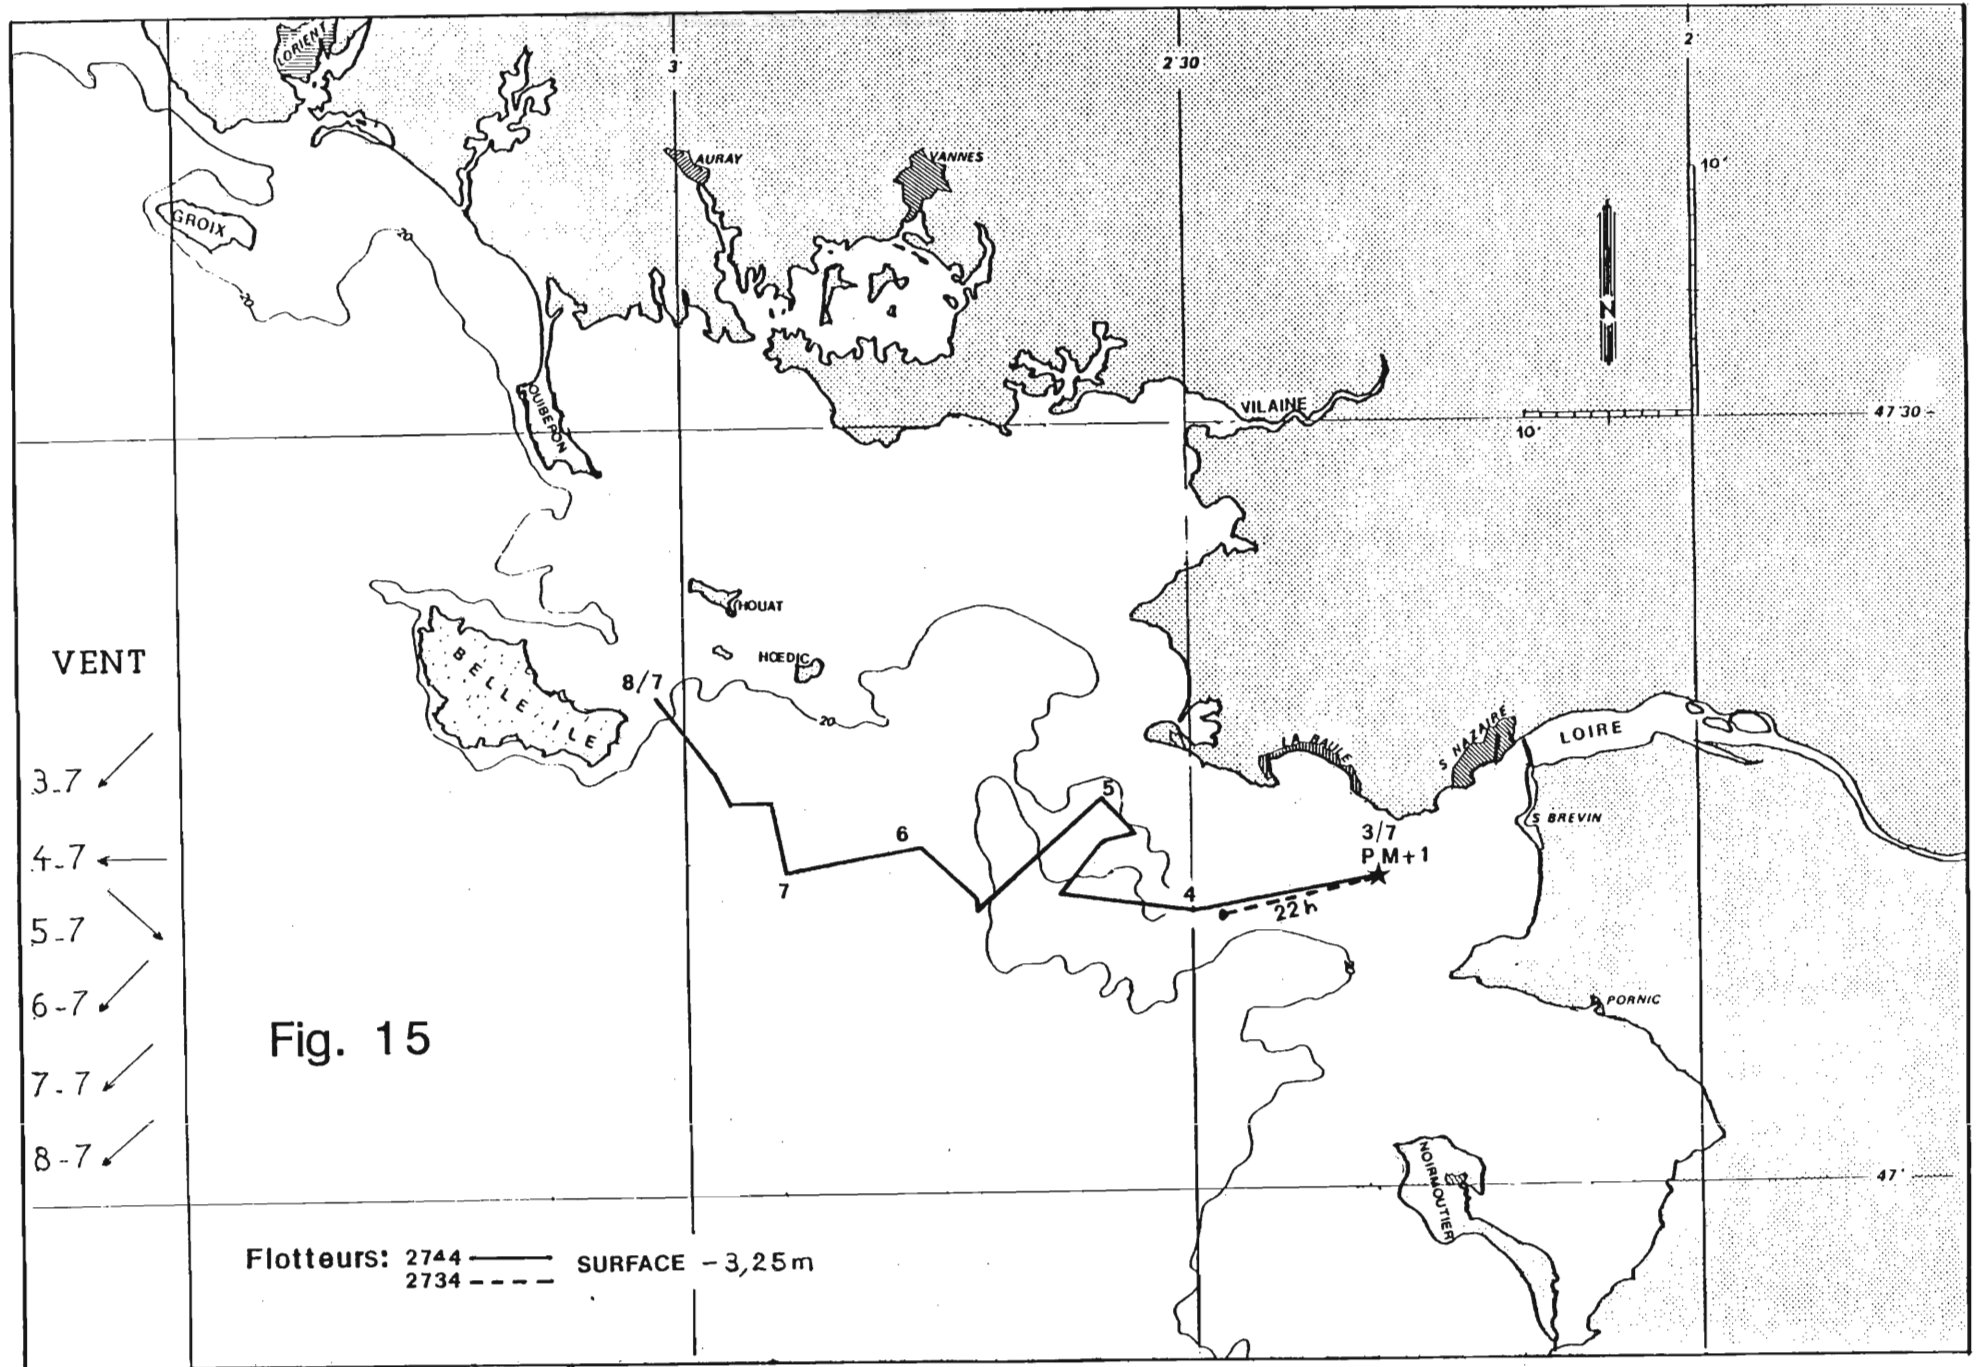 LORIENT
3
2°30
2
AURAY
VANNES
10'
GROIX
20
20
N
QUIBERON
VILAINE
47°30
10
HOUAT
HŒDIC
VENT
BELLE ILE
8/7
20
LA BAULE
S NAZAIRE
LOIRE
3-7
5
S BREVIN
3/7
PM+1
6
4-7
7
4
22h
5-7
6-7
PORNIC
Fig. 15
7-7
8-7
NOIRMOUTIER
47°
Flotteurs: 2744 SURFACE -3,25m
2734